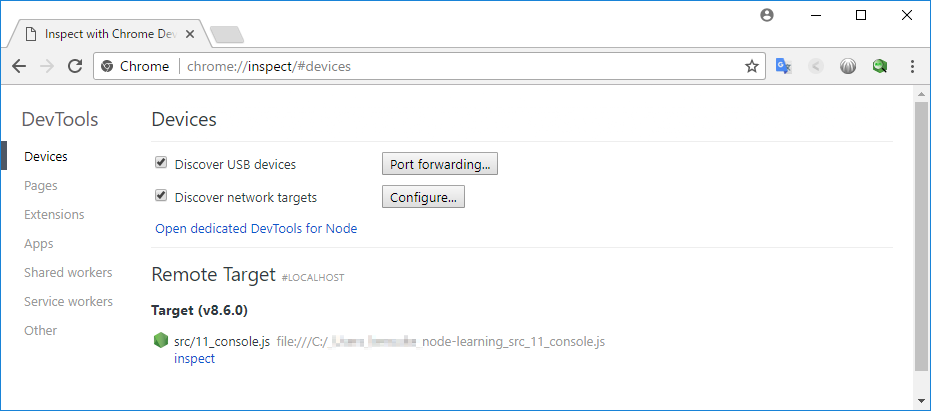 Inspect with Chrome Dev
Chrome chrome://inspect/#devices
DevTools
Devices
Pages
Extensions
Apps
Shared workers
Service workers
Other
Devices
Discover USB devices Port forwarding...
Discover network targets Configure...
Open dedicated DevTools for Node
Remote Target #LOCALHOST
Target (v8.6.0)
src/11_console.js file:///C:/ _node-learning_src_11_console.js
inspect